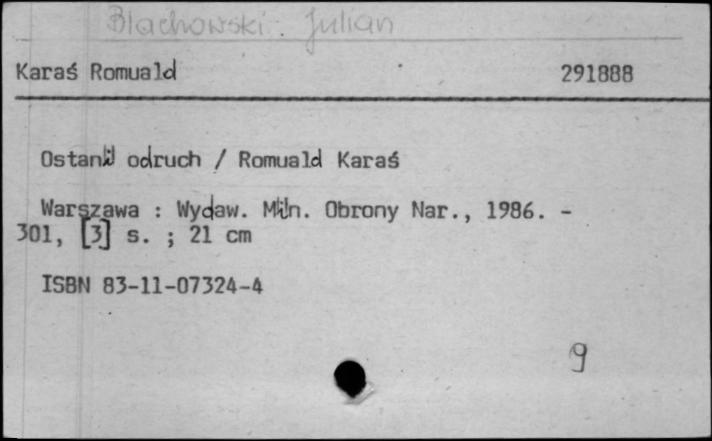 Blachowski Julian
Karaś Romuald 291888
Ostatni odruch / Romuald Karaś
Warszawa : Wydaw. Min. Obrony Nar., 1986. -
301, [3] s. ; 21 cm
ISBN 83-11-07324-4
9